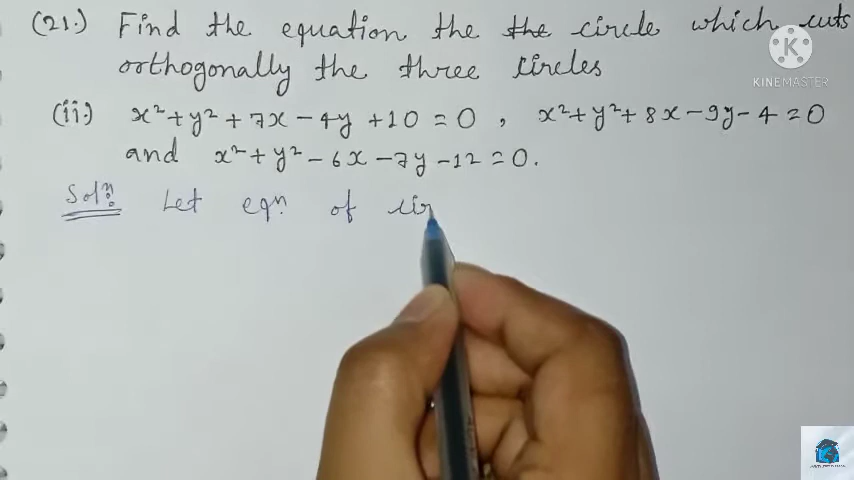 (21.) Find the equation the the circle which cuts
orthogonally the three circles
(ii) x² + y² + 7x - 4y + 10 = 0 , x² + y² + 8x - 9y - 4 = 0
and x² + y² - 6x - 7y - 12 = 0.
Solⁿ: Let eqⁿ. of cir
K
KINEMASTER